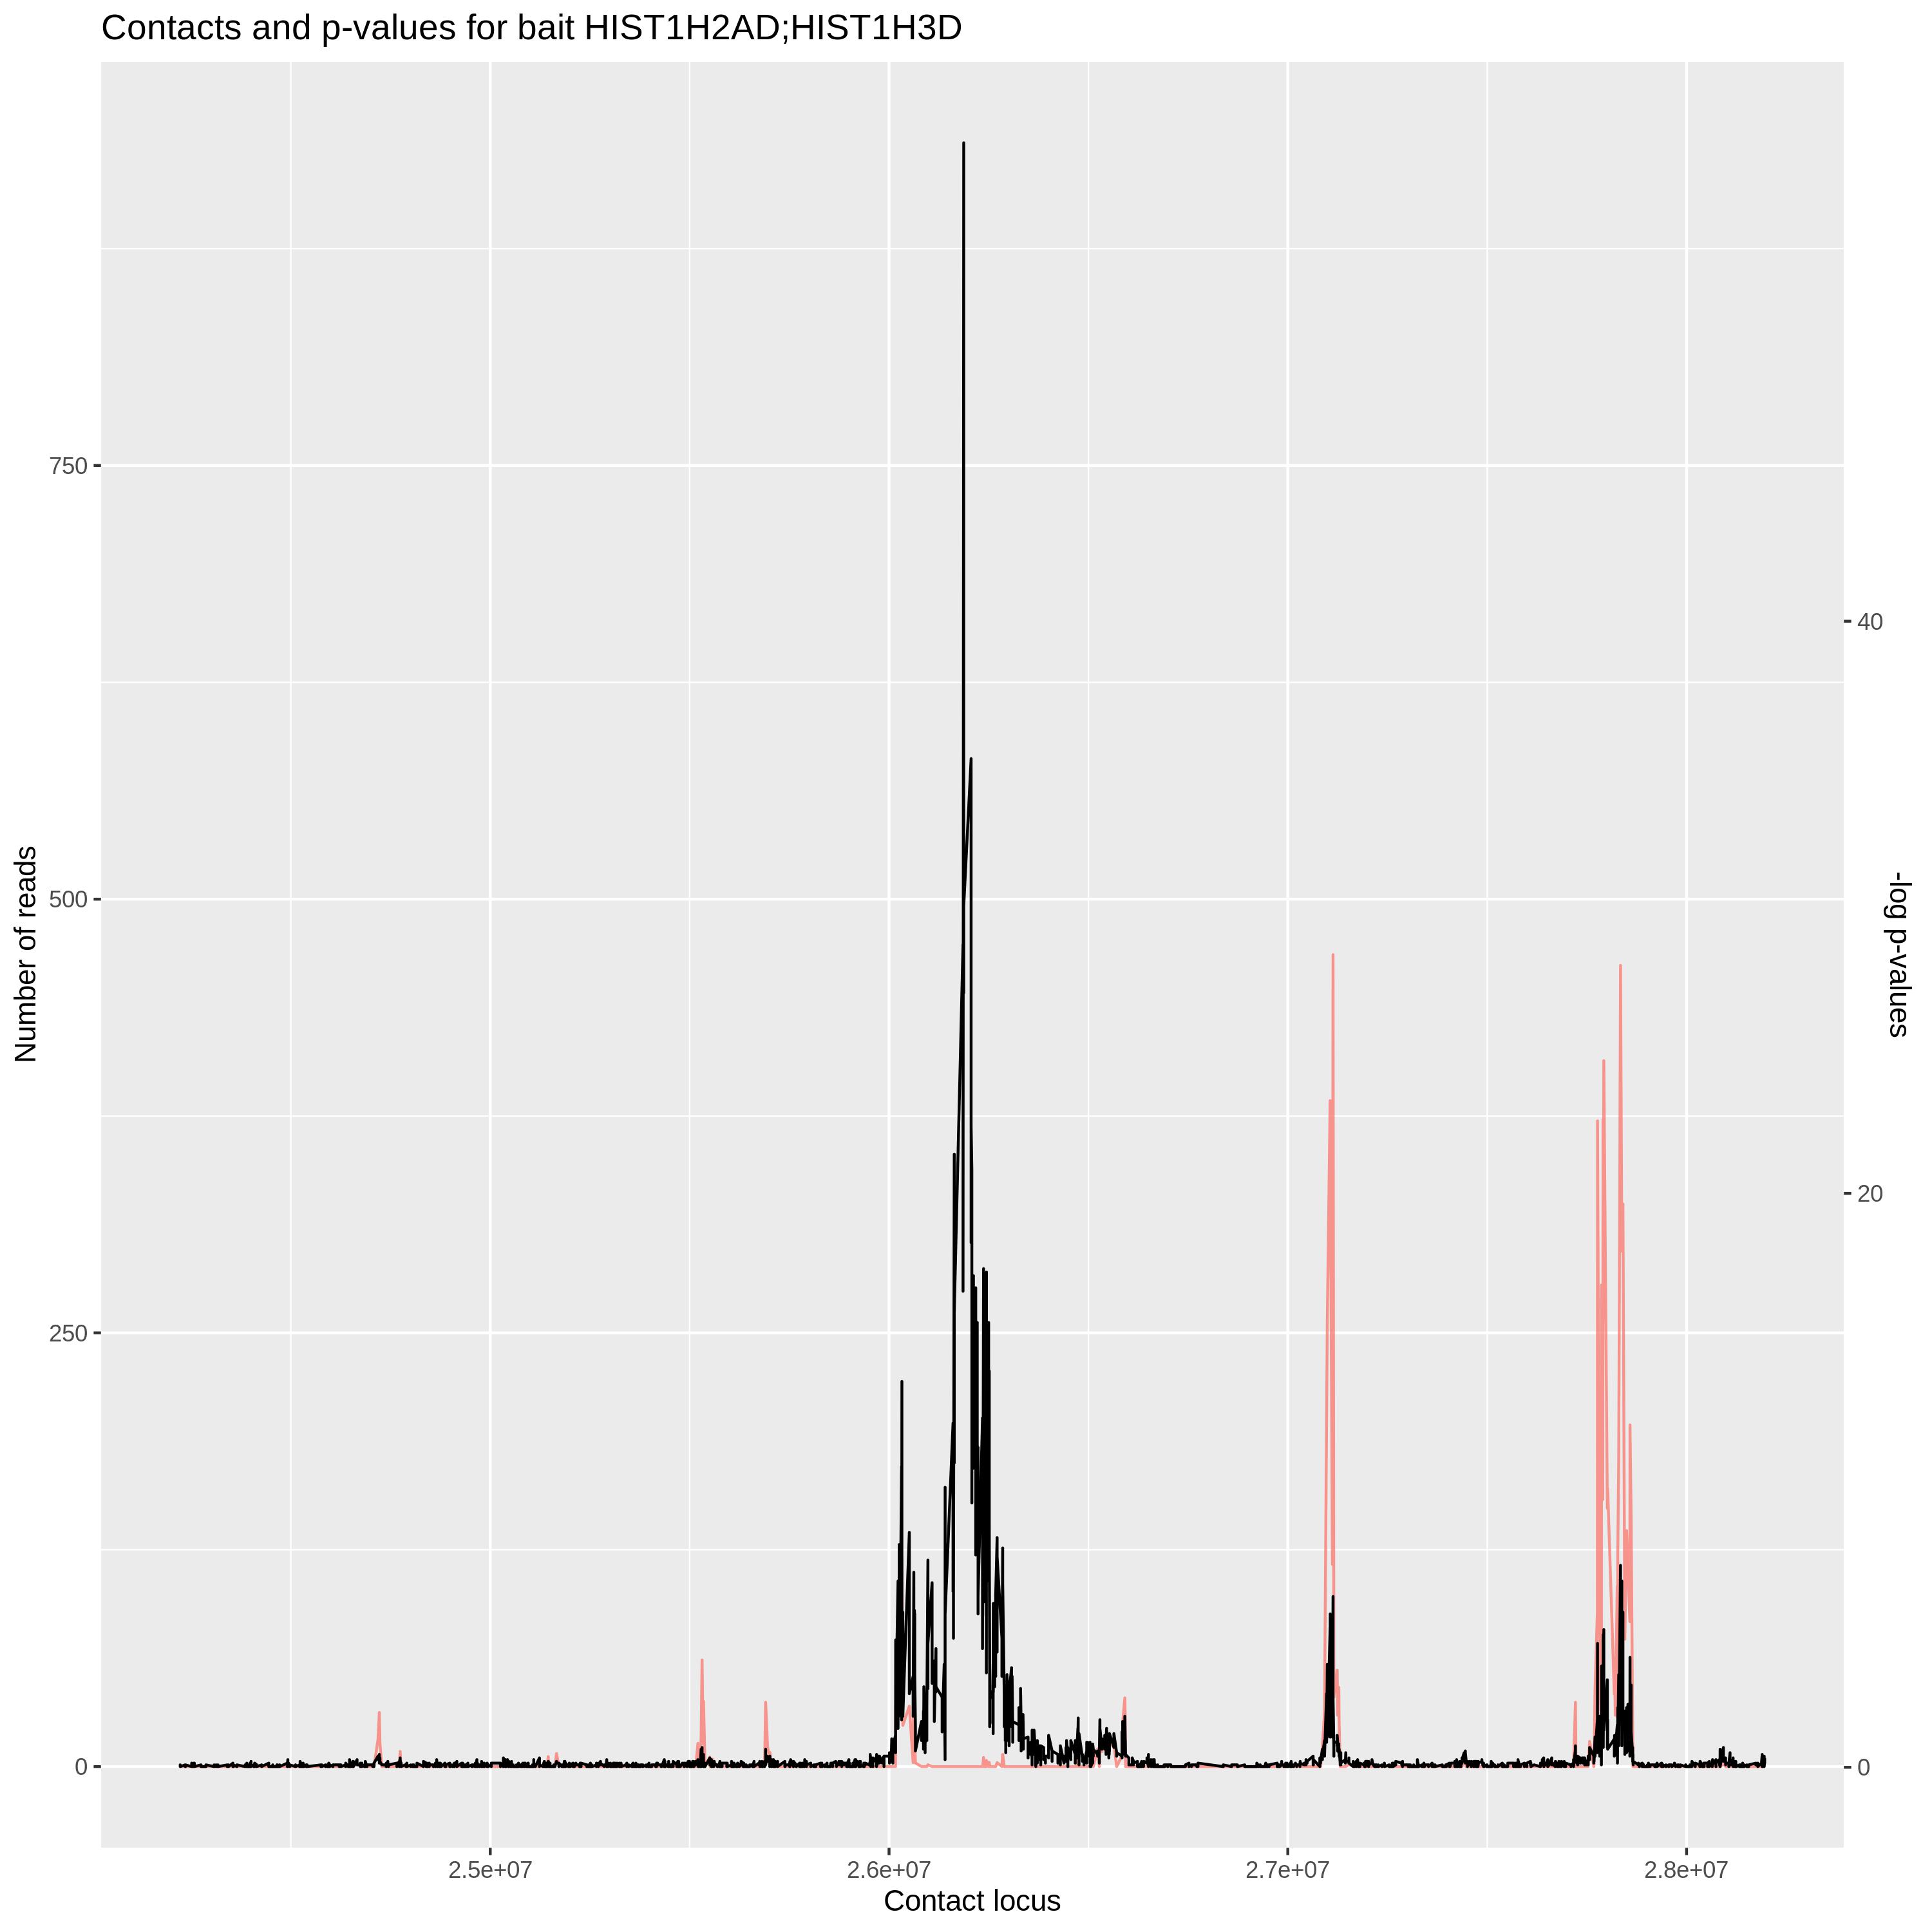 Contacts and p-values for bait HIST1H2AD;HIST1H3D
750
500
250
0
Number of reads
40
20
0
-log p-values
2.5e+07
2.6e+07
2.7e+07
2.8e+07
Contact locus